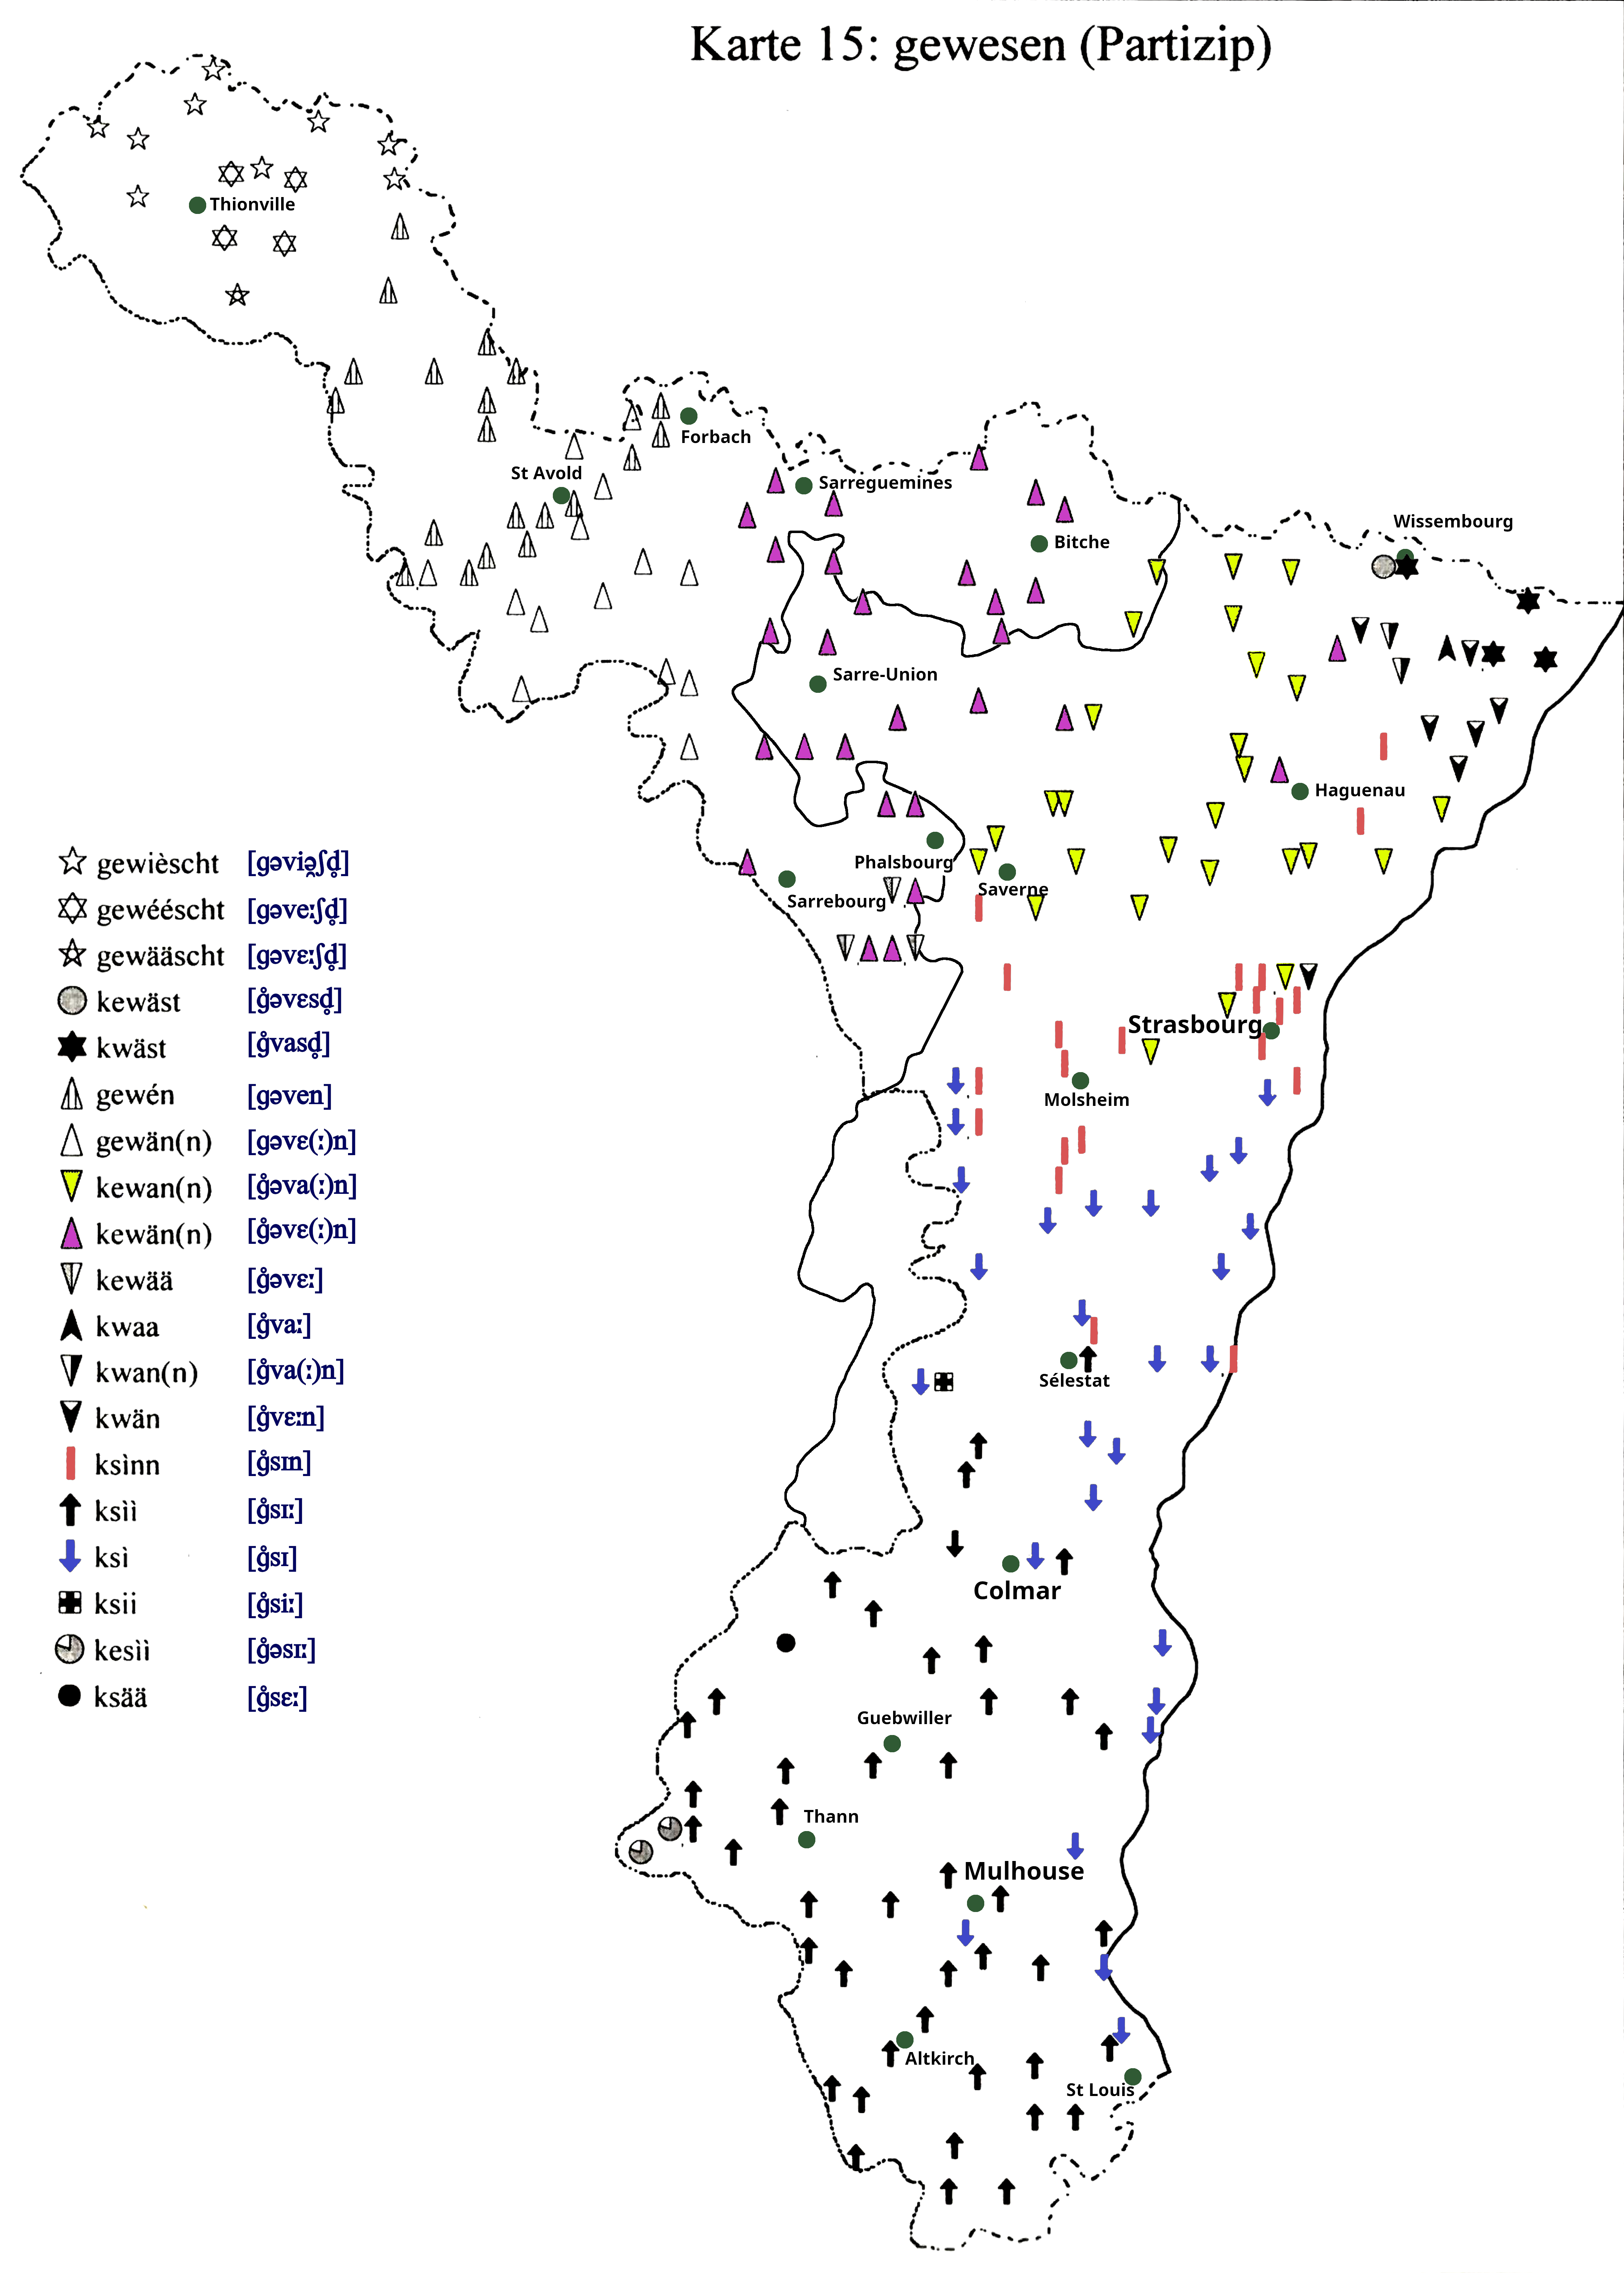 Karte 15: gewesen (Partizip)
Thionville
Forbach
St Avold
Sarreguemines
Bitche
Wissembourg
Sarre-Union
Haguenau
Phalsbourg
Saverne
Sarrebourg
Strasbourg
Molsheim
Sélestat
Colmar
Guebwiller
Thann
Mulhouse
Altkirch
St Louis
gewièscht [gəvi̯əʃd̥]
gewééscht [gəveːʃd̥]
gewääscht [gəvɛːʃd̥]
kewäst [g̊əvɛsd̥]
kwäst [g̊vasd̥]
gewén [gəven]
gewän(n) [gəvɛ(ː)n]
kewan(n) [g̊əva(ː)n]
kewän(n) [g̊əvɛ(ː)n]
kewää [g̊əvɛː]
kwaa [g̊vaː]
kwan(n) [g̊va(ː)n]
kwän [g̊vɛːn]
ksìnn [g̊sɪn]
ksìì [g̊sɪː]
ksì [g̊sɪ]
ksii [g̊siː]
kesìì [g̊əsɪː]
ksää [g̊sɛː]